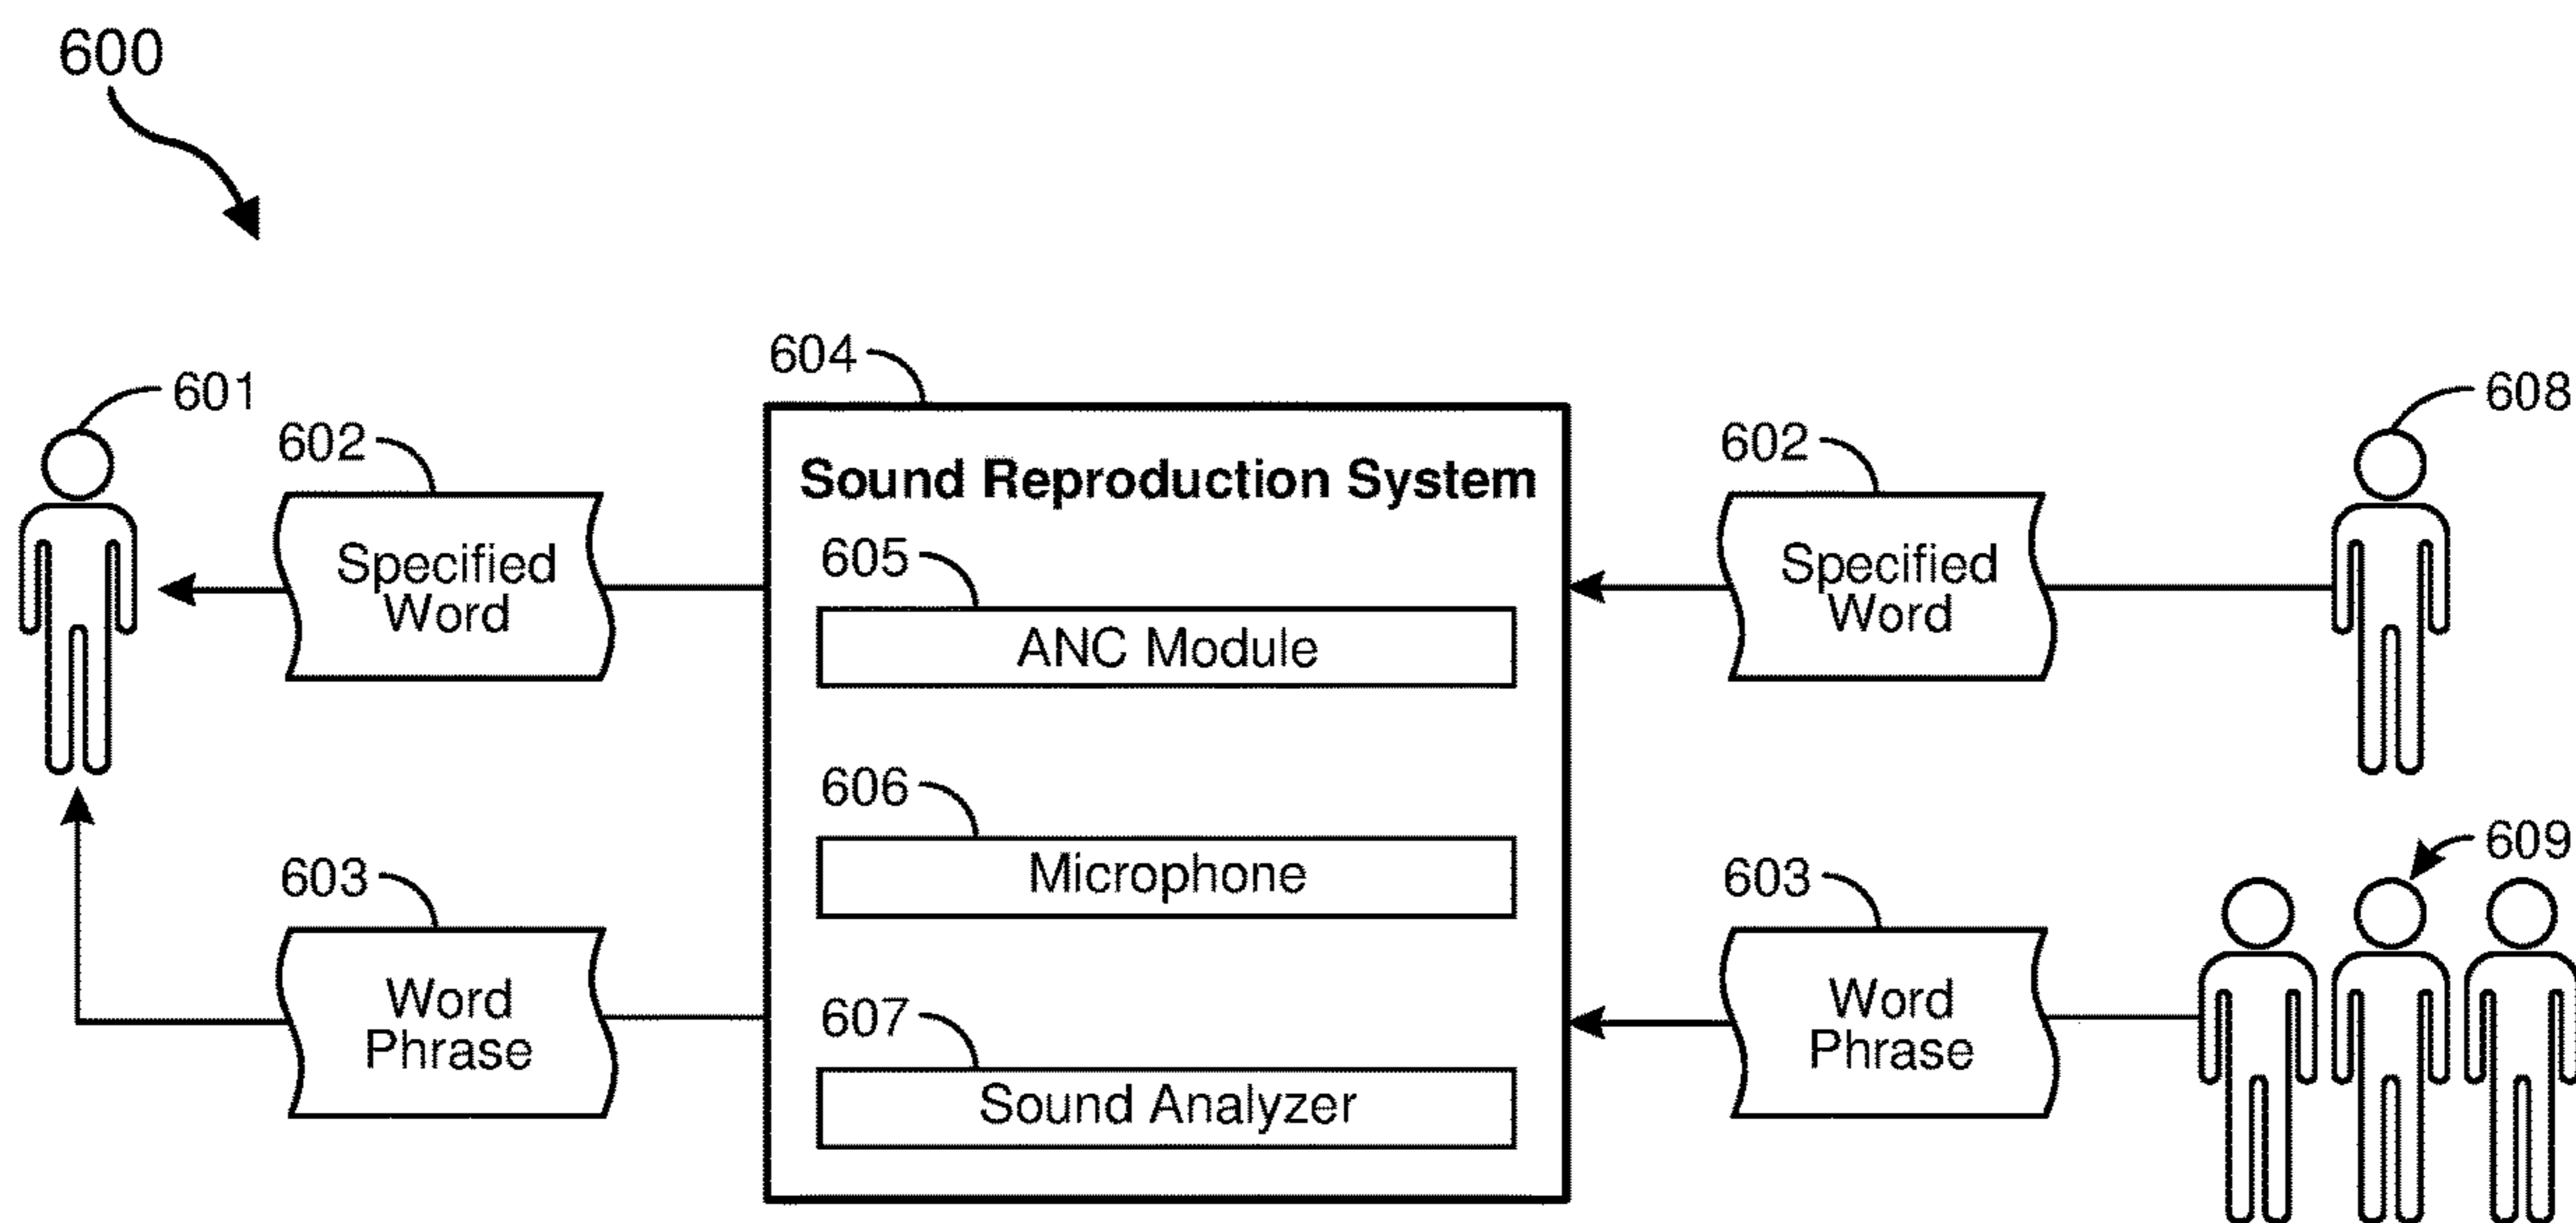 600
601
602
Specified
Word
603
Word
Phrase
604
Sound Reproduction System
605
ANC Module
606
Microphone
607
Sound Analyzer
602
Specified
Word
608
603
Word
Phrase
609